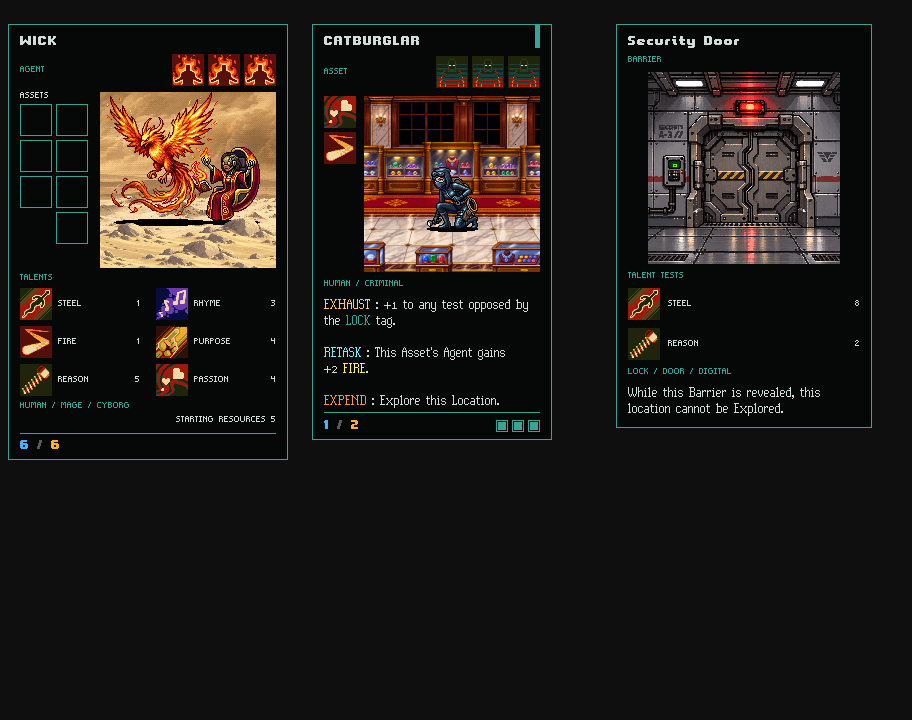 WICK
AGENT
ASSETS
TALENTS
STEEL 1
RHYME 3
FIRE 1
PURPOSE 4
REASON 5
PASSION 4
HUMAN / MAGE / CYBORG
STARTING RESOURCES 5
6 / 6
CATBURGLAR
ASSET
HUMAN / CRIMINAL
EXHAUST : +1 to any test opposed by
the LOCK tag.
RETASK : This Asset's Agent gains
+2 FIRE.
EXPEND : Explore this Location.
1 / 2
Security Door
BARRIER
TALENT TESTS
STEEL 8
REASON 2
LOCK / DOOR / DIGITAL
While this Barrier is revealed, this
location cannot be Explored.